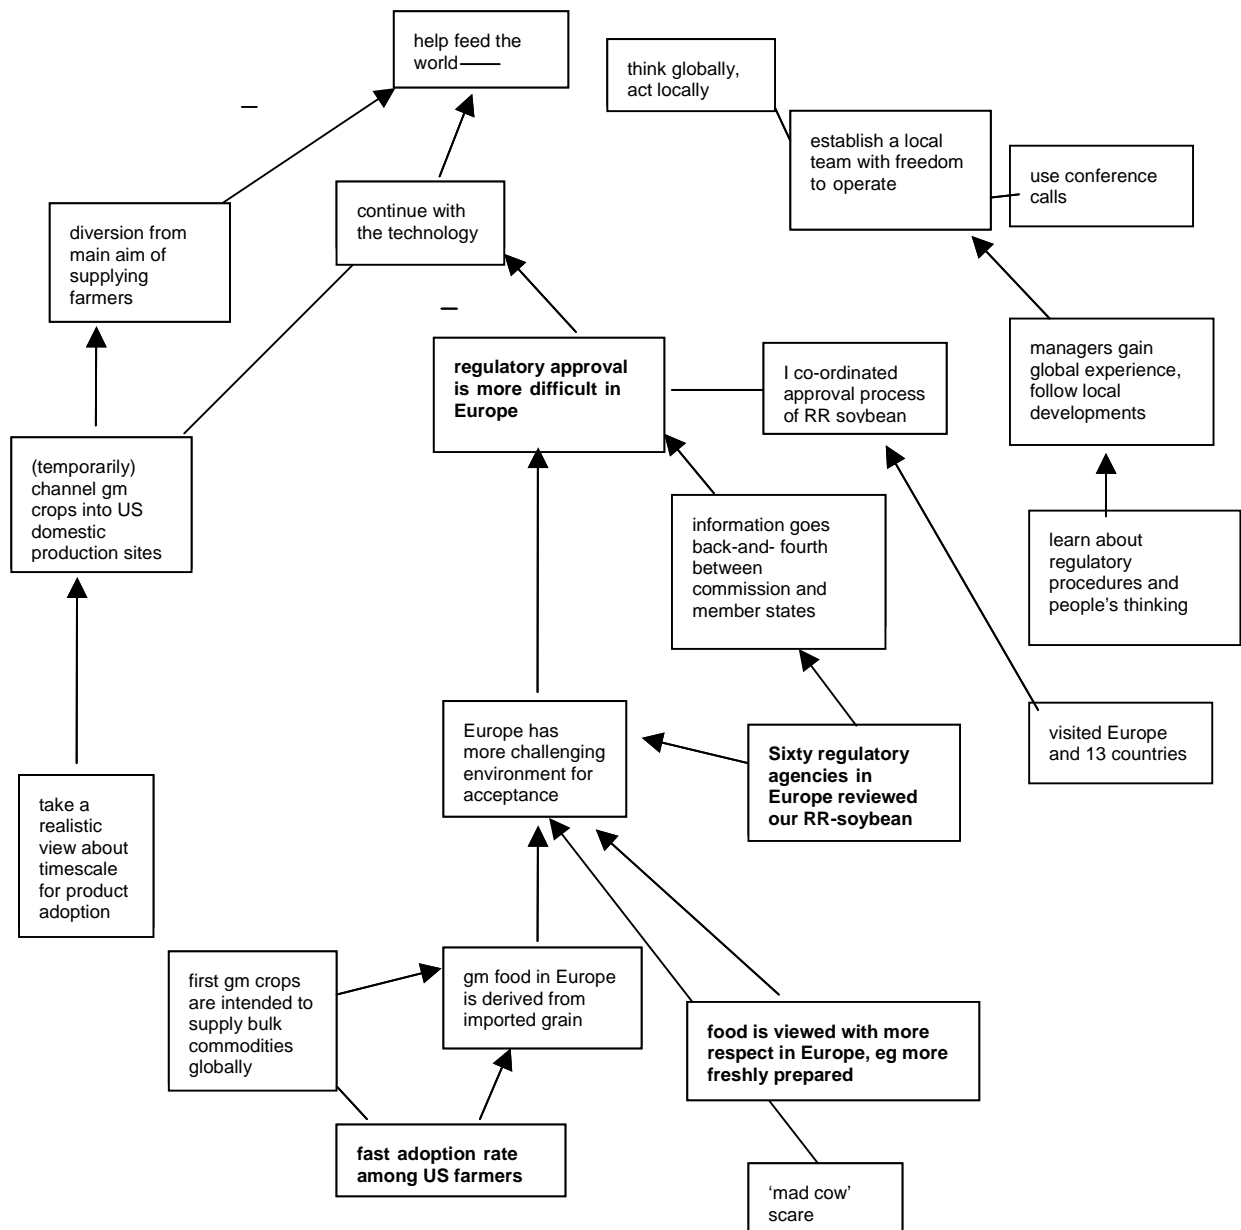 help feed the
world
think globally,
act locally
establish a local
team with freedom
to operate
use conference
calls
continue with
the technology
diversion from
main aim of
supplying
farmers
–
–
regulatory approval
is more difficult in
Europe
I co-ordinated
approval process
of RR soybean
managers gain
global experience,
follow local
developments
(temporarily)
channel gm
crops into US
domestic
production sites
information goes
back-and- fourth
between
commission and
member states
learn about
regulatory
procedures and
people’s thinking
Europe has
more challenging
environment for
acceptance
Sixty regulatory
agencies in
Europe reviewed
our RR-soybean
visited Europe
and 13 countries
take a
realistic
view about
timescale
for product
adoption
first gm crops
are intended to
supply bulk
commodities
globally
gm food in Europe
is derived from
imported grain
food is viewed with more
respect in Europe, eg more
freshly prepared
fast adoption rate
among US farmers
‘mad cow’
scare